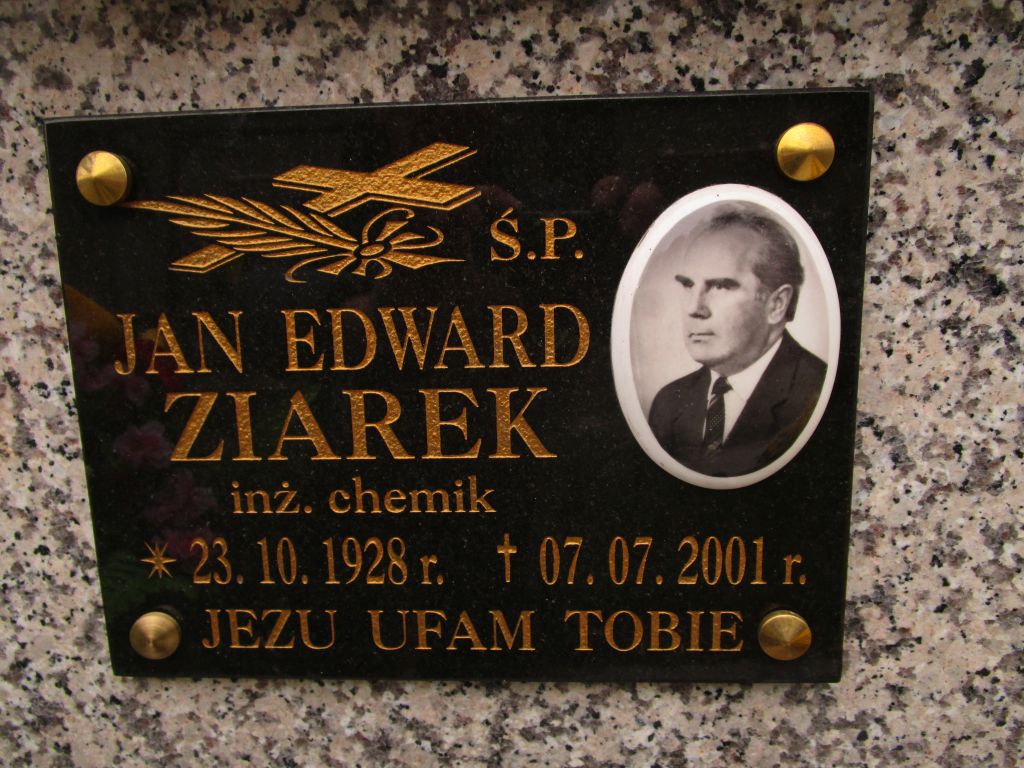 Ś.P.
JAN EDWARD
ZIAREK
inż. chemik
* 23. 10. 1928 r. † 07. 07. 2001 r.
JEZU UFAM TOBIE